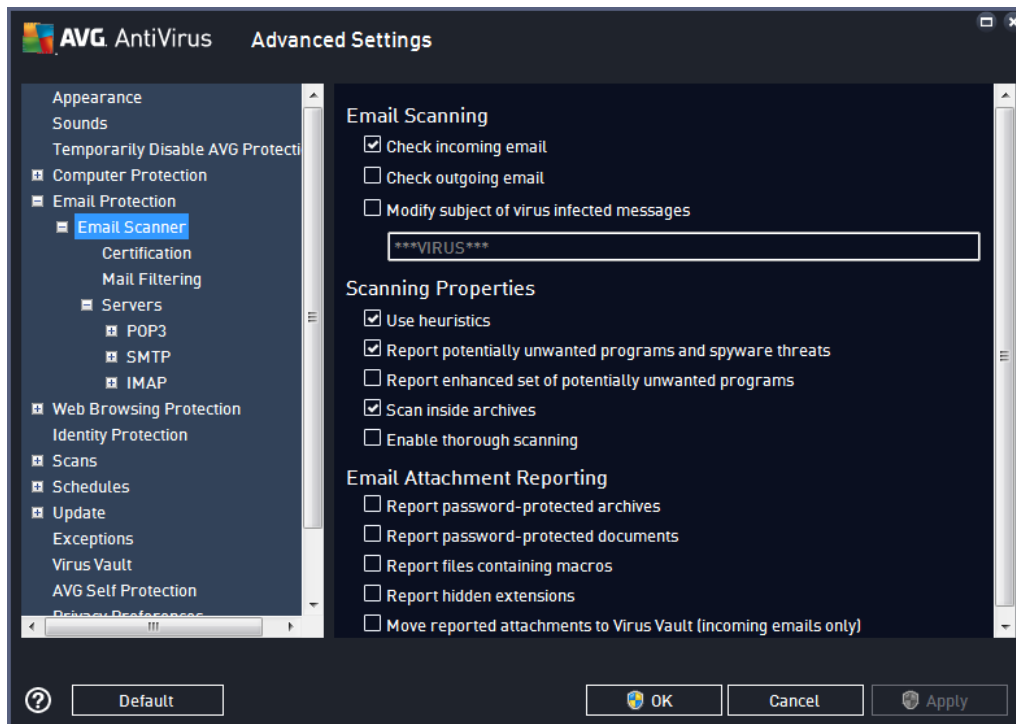 AVG. AntiVirus Advanced Settings
Appearance
Sounds
Temporarily Disable AVG Protecti
Computer Protection
Email Protection
Email Scanner
Certification
Mail Filtering
Servers
POP3
SMTP
IMAP
Web Browsing Protection
Identity Protection
Scans
Schedules
Update
Exceptions
Virus Vault
AVG Self Protection
Privacy Preferences
Email Scanning
Check incoming email
Check outgoing email
Modify subject of virus infected messages
***VIRUS***
Scanning Properties
Use heuristics
Report potentially unwanted programs and spyware threats
Report enhanced set of potentially unwanted programs
Scan inside archives
Enable thorough scanning
Email Attachment Reporting
Report password-protected archives
Report password-protected documents
Report files containing macros
Report hidden extensions
Move reported attachments to Virus Vault (incoming emails only)
? Default OK Cancel Apply